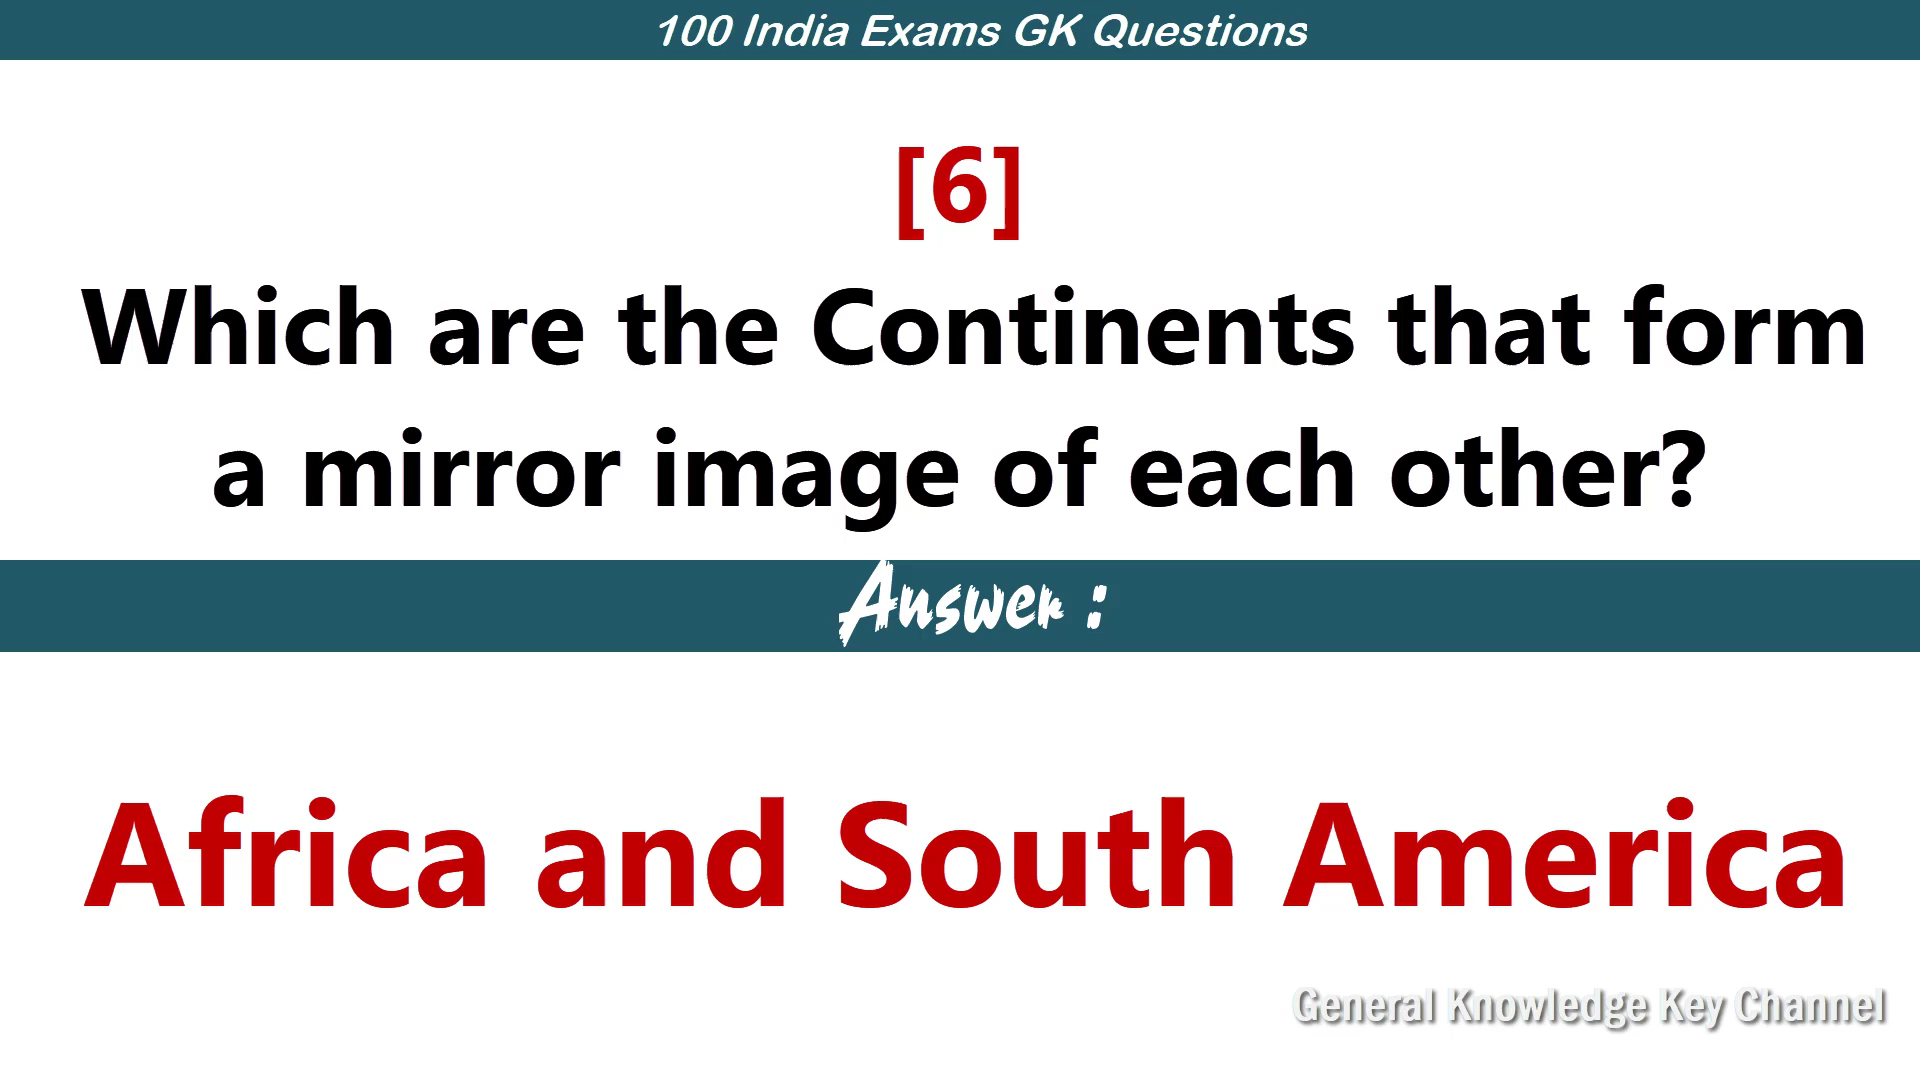 100 India Exams GK Questions
[6]
Which are the Continents that form
a mirror image of each other?
Answer :
Africa and South America
General Knowledge Key Channel